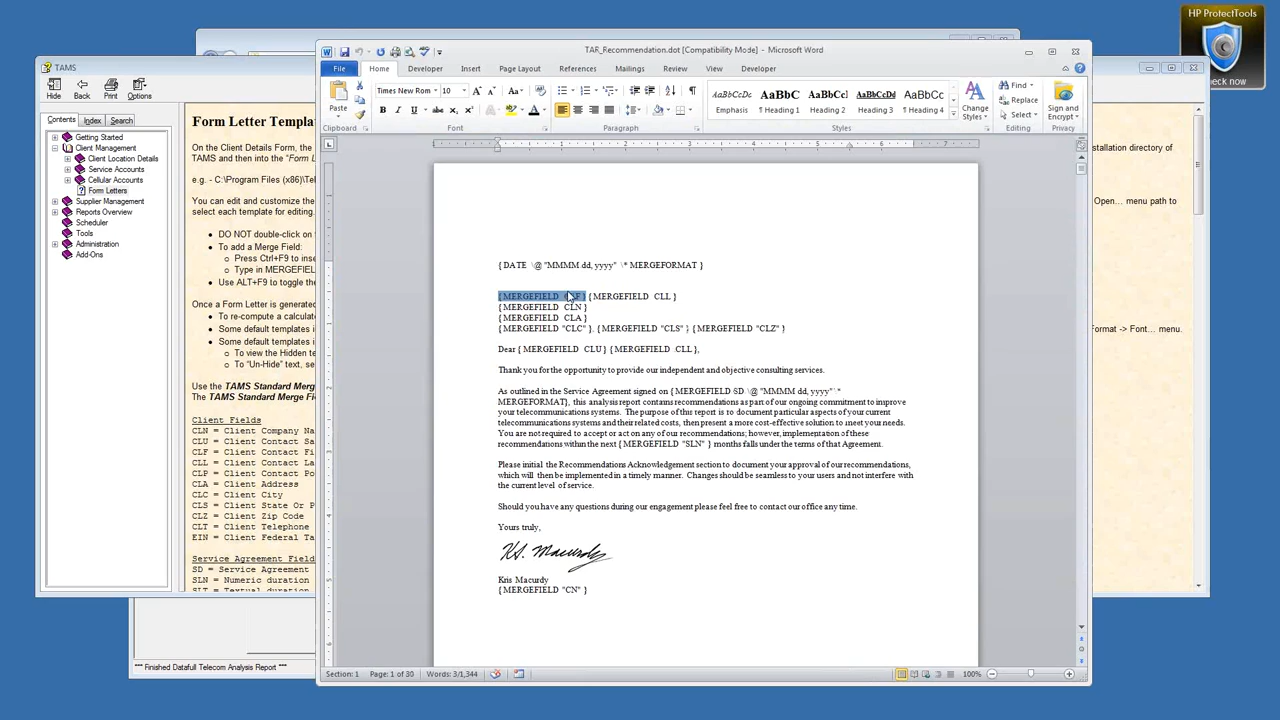 HP ProtectTools
check now
TAR_Recommendation.dot [Compatibility Mode] - Microsoft Word
File Home Developer Insert Page Layout References Mailings Review View Developer
Paste
Times New Rom 10
AaBbCcDc AaBbC AaBbCc AaBbCcD AaBbCc
Emphasis ¶ Heading 1 Heading 2 Heading 3 ¶ Heading 4
Change Styles
Find
Replace
Select
Sign and Encrypt
Clipboard Font Paragraph Styles Editing Privacy
TAMS
Hide Back Print Options
Contents Index Search
Getting Started
Client Management
Client Location Details
Service Accounts
Cellular Accounts
Form Letters
Supplier Management
Reports Overview
Scheduler
Tools
Administration
Add-Ons
Form Letter Templa
On the Client Details Form, the
TAMS and then into the "Form L
stallation directory of
e.g. - C:\Program Files (x86)\Tel
You can edit and customize the
Open... menu path to
select each template for editing.
DO NOT double-click on
To add a Merge Field:
Press Ctrl+F9 to inse
Type in MERGEFIEL
Use ALT+F9 to toggle the
Once a Form Letter is generate
To re-compute a calculat
Some default templates i
Format -> Font... menu.
Some default templates i
To view the Hidden te
To "Un-Hide" text, se
Use the TAMS Standard Merg
The TAMS Standard Merge Fi
Client Fields
CLN = Client Company Na
CLU = Client Contact Sa
CLF = Client Contact Fi
CLL = Client Contact La
CLP = Client Contact Po
CLA = Client Address
CLC = Client City
CLS = Client State Or P
CLZ = Client Zip Code
CLT = Client Telephone
EIN = Client Federal Ta
Service Agreement Field
SD = Service Agreement
SLN = Numeric duration
SLT = Textual duration
{ DATE \@ "MMMM dd, yyyy" \* MERGEFORMAT }
{ MERGEFIELD CLF } { MERGEFIELD CLL }
{ MERGEFIELD CLN }
{ MERGEFIELD CLA }
{ MERGEFIELD "CLC" }, { MERGEFIELD "CLS" } { MERGEFIELD "CLZ" }
Dear { MERGEFIELD CLU } { MERGEFIELD CLL },
Thank you for the opportunity to provide our independent and objective consulting services.
As outlined in the Service Agreement signed on { MERGEFIELD SD \@ "MMMM dd, yyyy" \*
MERGEFORMAT}, this analysis report contains recommendations as part of our ongoing commitment to improve
your telecommunications systems. The purpose of this report is to document particular aspects of your current
telecommunications systems and their related costs, then present a more cost-effective solution to meet your needs.
You are not required to accept or act on any of our recommendations; however, implementation of these
recommendations within the next { MERGEFIELD "SLN" } months falls under the terms of that Agreement.
Please initial the Recommendations Acknowledgement section to document your approval of our recommendations,
which will then be implemented in a timely manner. Changes should be seamless to your users and not interfere with
the current level of service.
Should you have any questions during our engagement please feel free to contact our office any time.
Yours truly,
K.S. Macurdy
Kris Macurdy
{ MERGEFIELD "CN" }
*** Finished Datafull Telecom Analysis Report ***
Section: 1 Page: 1 of 30 Words: 3/1,344 100%